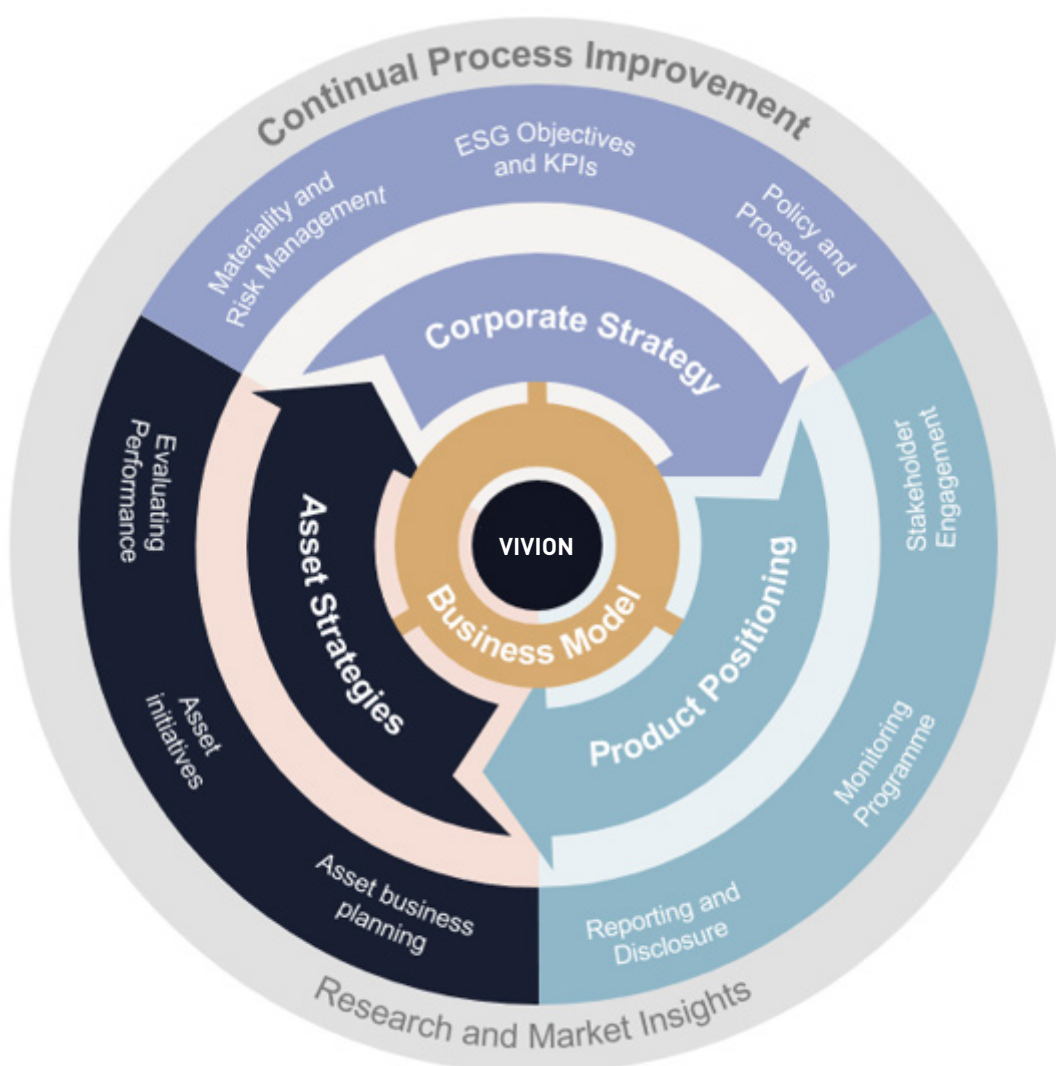 Continual Process Improvement
ESG Objectives
and KPIs
Materiality and
Risk Management
Policy and
Procedures
Corporate Strategy
Stakeholder
Engagement
Evaluating
Performance
Asset Strategies
VIVION
Business Model
Product Positioning
Monitoring
Programme
Asset
initiatives
Asset business
planning
Reporting and
Disclosure
Research and Market Insights